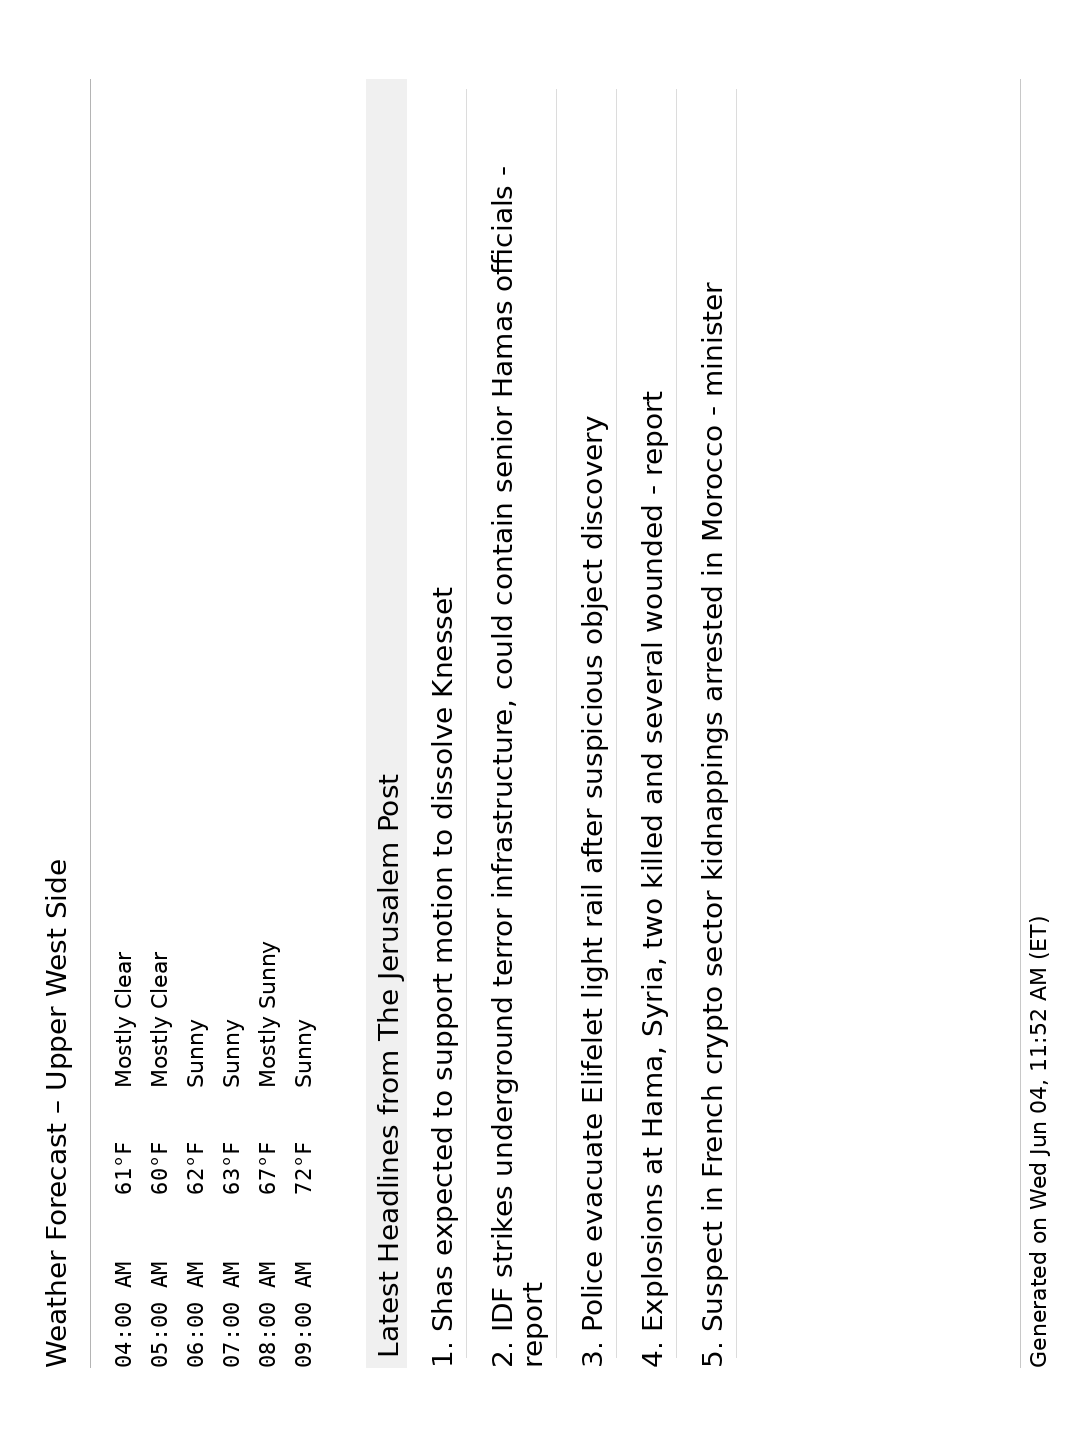 Weather Forecast – Upper West Side
04:00 AM 61°F Mostly Clear
05:00 AM 60°F Mostly Clear
06:00 AM 62°F Sunny
07:00 AM 63°F Sunny
08:00 AM 67°F Mostly Sunny
09:00 AM 72°F Sunny
Latest Headlines from The Jerusalem Post
1. Shas expected to support motion to dissolve Knesset
2. IDF strikes underground terror infrastructure, could contain senior Hamas officials -
report
3. Police evacuate Elifelet light rail after suspicious object discovery
4. Explosions at Hama, Syria, two killed and several wounded - report
5. Suspect in French crypto sector kidnappings arrested in Morocco - minister
Generated on Wed Jun 04, 11:52 AM (ET)